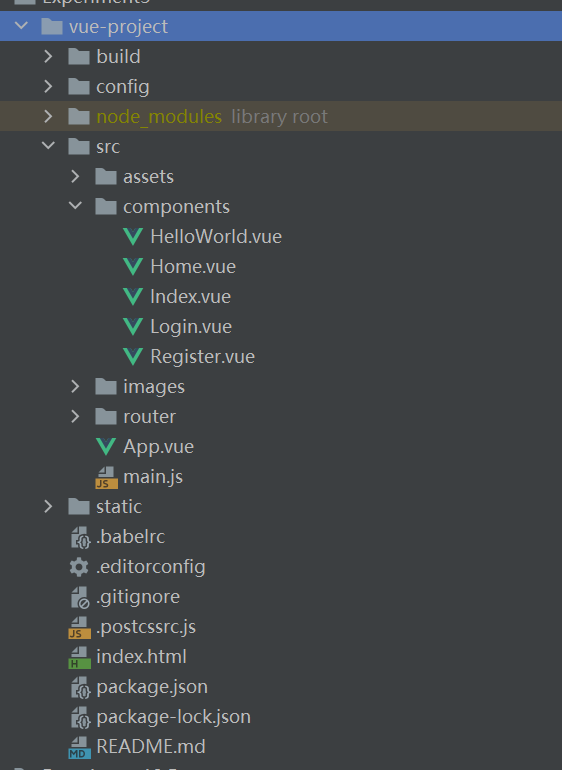 vue-project
build
config
node_modules library root
src
assets
components
HelloWorld.vue
Home.vue
Index.vue
Login.vue
Register.vue
images
router
App.vue
main.js
static
.babelrc
.editorconfig
.gitignore
.postcssrc.js
index.html
package.json
package-lock.json
README.md